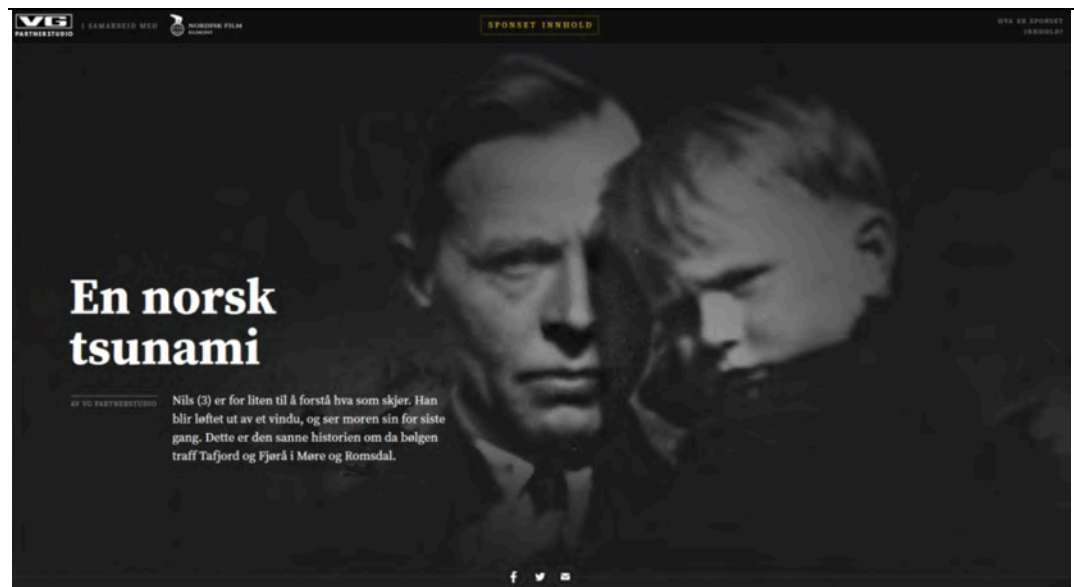 VG
PARTNERSTUDIO
I SAMARBEID MED
NORDISK FILM
EGMONT
SPONSET INNHOLD
HVA ER SPONSET
INNHOLD?
En norsk
tsunami
AV VG PARTNERSTUDIO
Nils (3) er for liten til å forstå hva som skjer. Han
blir løftet ut av et vindu, og ser moren sin for siste
gang. Dette er den sanne historien om da bølgen
traff Tafjord og Fjørå i Møre og Romsdal.